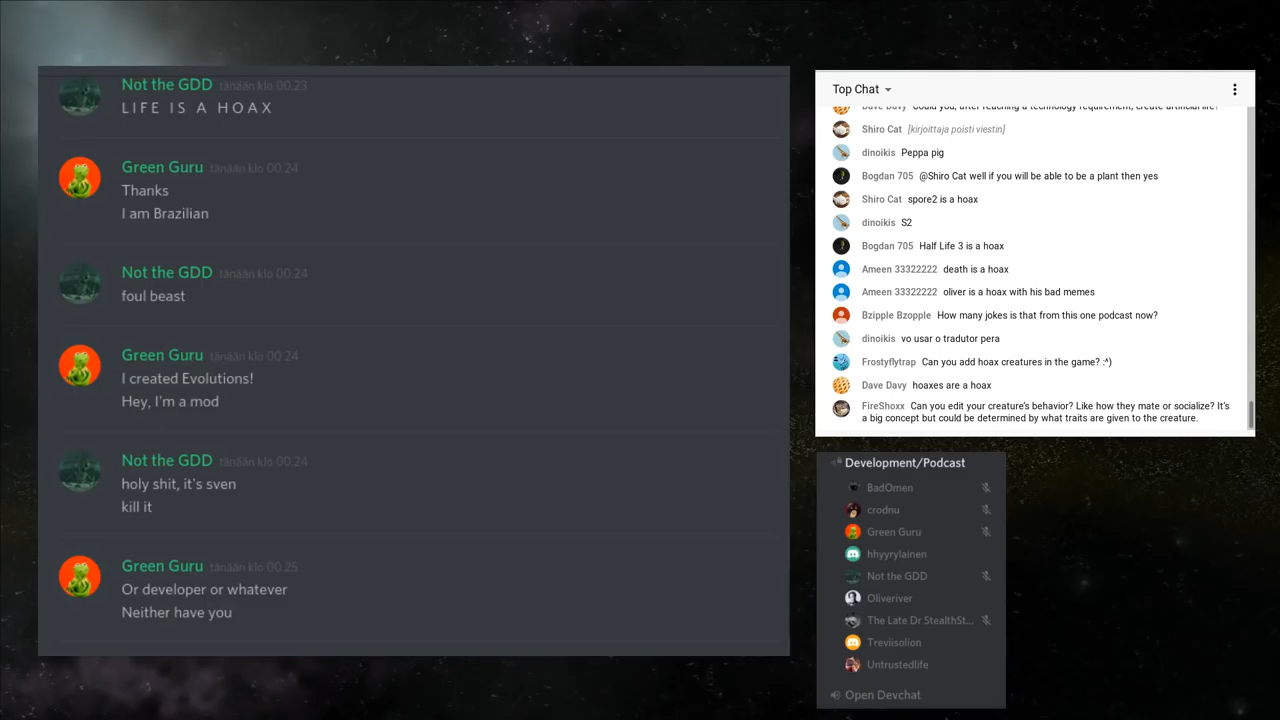 Not the GDD tänään klo 00.23
L I F E  I S  A  H O A X
Green Guru tänään klo 00.24
Thanks
I am Brazilian
Not the GDD tänään klo 00.24
foul beast
Green Guru tänään klo 00.24
I created Evolutions!
Hey, I'm a mod
Not the GDD tänään klo 00.24
holy shit, it's sven
kill it
Green Guru tänään klo 00.25
Or developer or whatever
Neither have you
Top Chat
Dave Davy Could you, after reaching a technology requirement, create artificial life?
Shiro Cat [kirjoittaja poisti viestin]
dinoikis Peppa pig
Bogdan 705 @Shiro Cat well if you will be able to be a plant then yes
Shiro Cat spore2 is a hoax
dinoikis S2
Bogdan 705 Half Life 3 is a hoax
Ameen 33322222 death is a hoax
Ameen 33322222 oliver is a hoax with his bad memes
Bzipple Bzopple How many jokes is that from this one podcast now?
dinoikis vo usar o tradutor pera
Frostyflytrap Can you add hoax creatures in the game? :^)
Dave Davy hoaxes are a hoax
FireShoxx Can you edit your creature's behavior? Like how they mate or socialize? It's
a big concept but could be determined by what traits are given to the creature.
Development/Podcast
BadOmen
crodnu
Green Guru
hhyyrylainen
Not the GDD
Oliveriver
The Late Dr StealthSt...
Treviisolion
Untrustedlife
Open Devchat